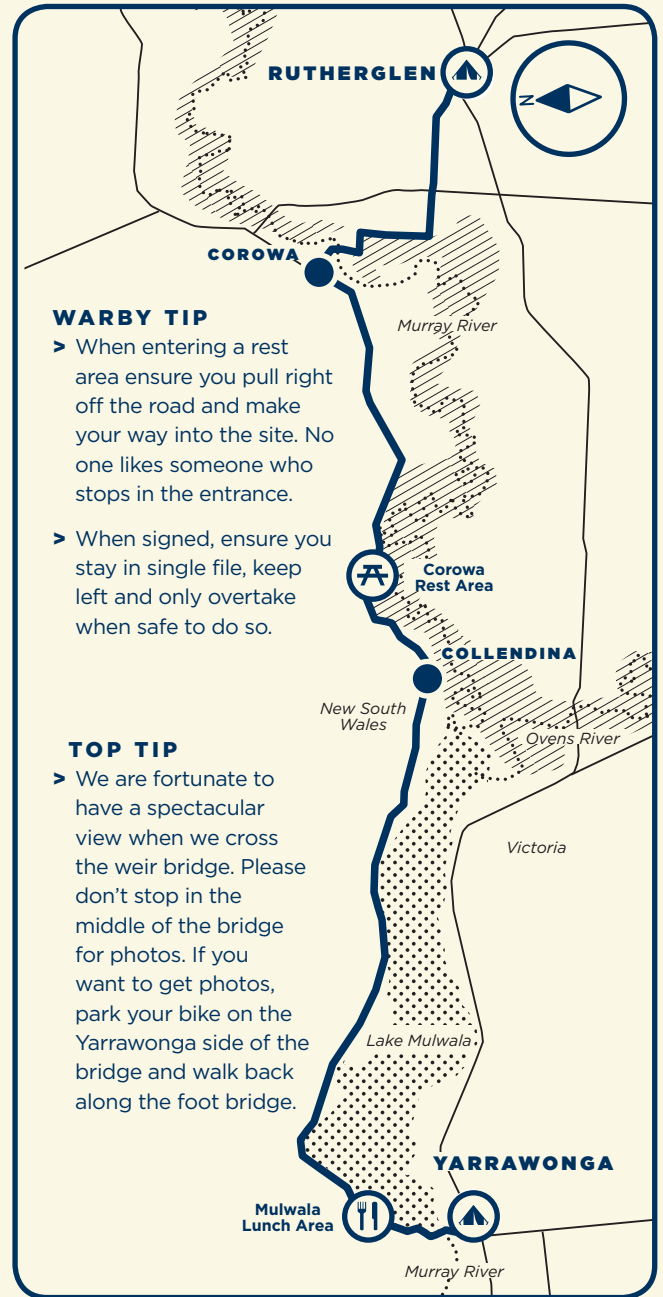 RUTHERGLEN
N
COROWA
Murray River
WARBY TIP
> When entering a rest
area ensure you pull right
off the road and make
your way into the site. No
one likes someone who
stops in the entrance.
> When signed, ensure you
stay in single file, keep
left and only overtake
when safe to do so.
Corowa
Rest Area
COLLENDINA
New South
Wales
Ovens River
TOP TIP
> We are fortunate to
have a spectacular
view when we cross
the weir bridge. Please
don’t stop in the
middle of the bridge
for photos. If you
want to get photos,
park your bike on the
Yarrawonga side of the
bridge and walk back
along the foot bridge.
Victoria
Lake Mulwala
YARRAWONGA
Mulwala
Lunch Area
Murray River